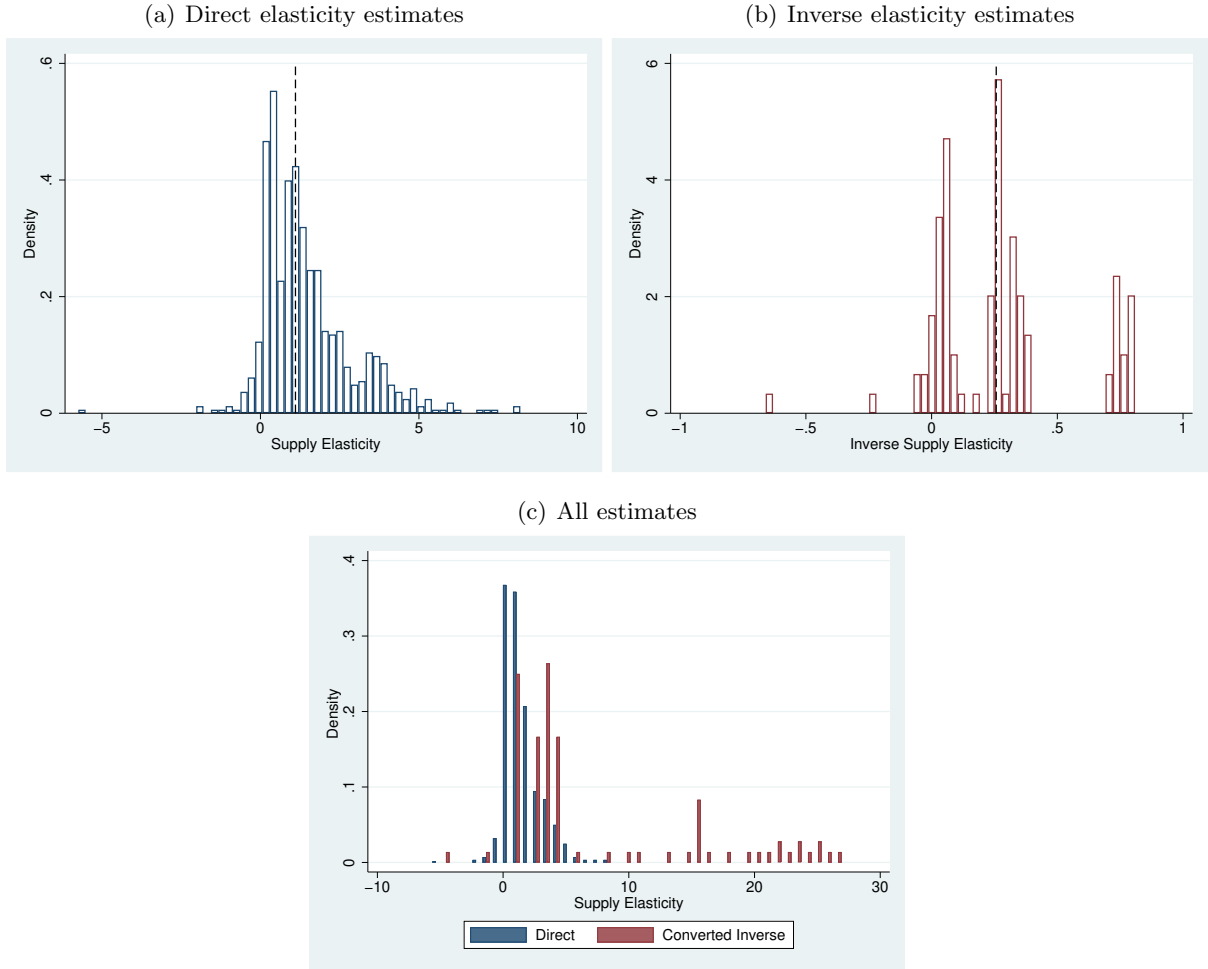 (a) Direct elasticity estimates
.6
.4
.2
0
Density
−5
0
5
10
Supply Elasticity
(b) Inverse elasticity estimates
6
4
2
0
Density
−1
−.5
0
.5
1
Inverse Supply Elasticity
(c) All estimates
.4
.3
.2
.1
0
Density
−10
0
10
20
30
Supply Elasticity
Direct
Converted Inverse